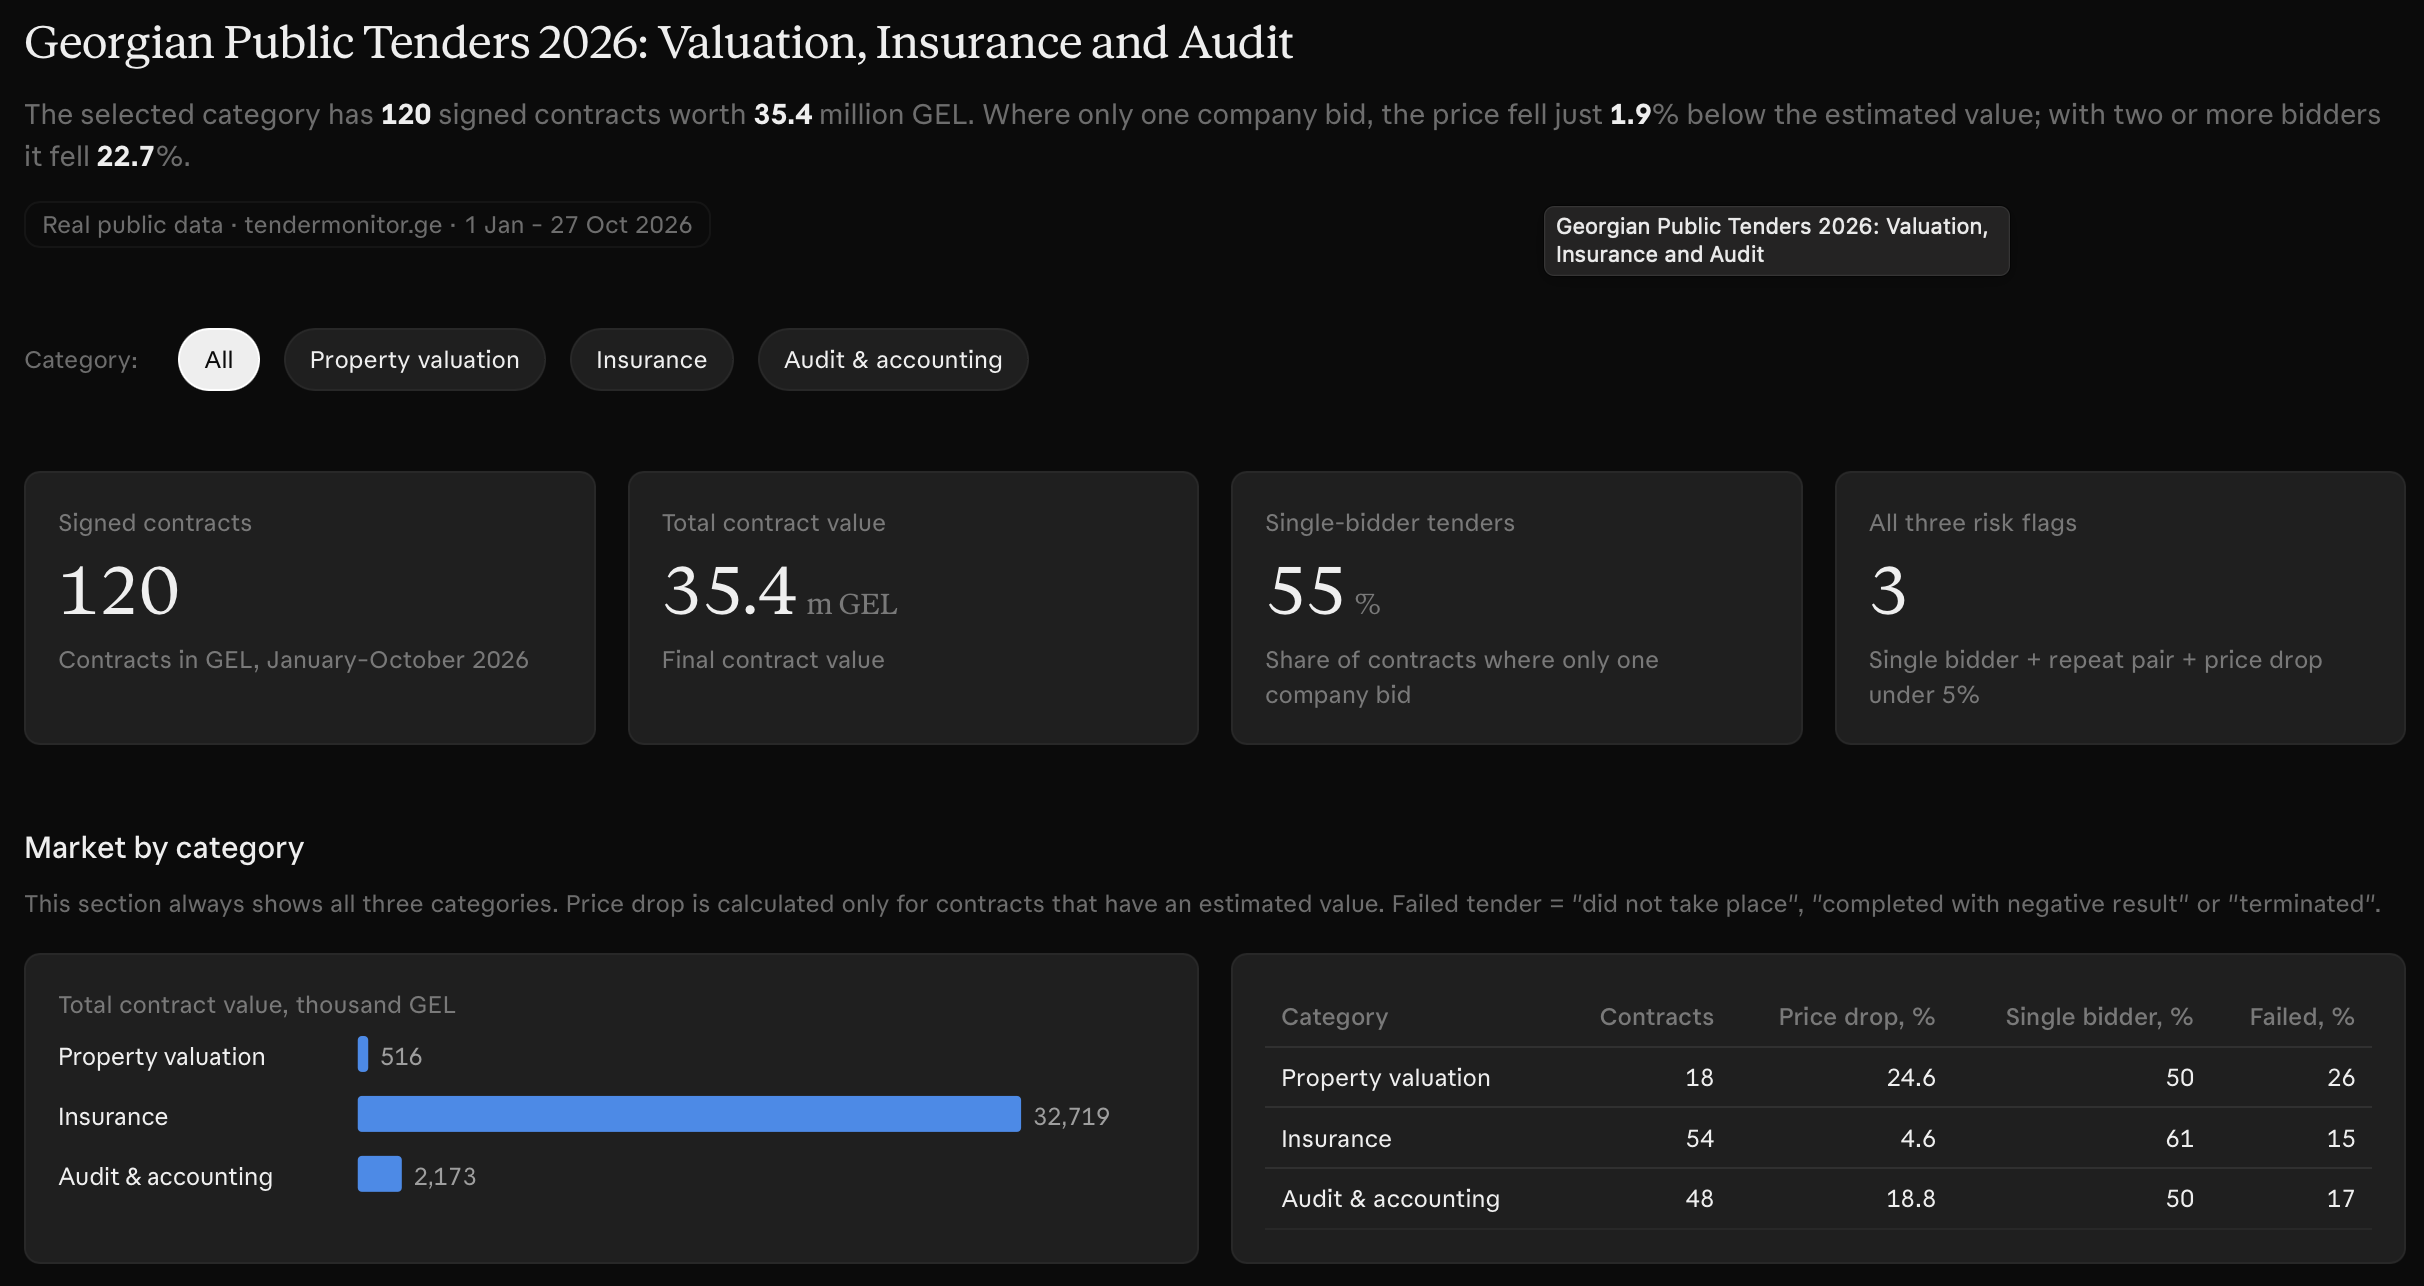 Georgian Public Tenders 2026: Valuation, Insurance and Audit
The selected category has 120 signed contracts worth 35.4 million GEL. Where only one company bid, the price fell just 1.9% below the estimated value; with two or more bidders
it fell 22.7%.
Real public data · tendermonitor.ge · 1 Jan – 27 Oct 2026
Georgian Public Tenders 2026: Valuation,
Insurance and Audit
Category:
All
Property valuation
Insurance
Audit & accounting
Signed contracts
120
Contracts in GEL, January–October 2026
Total contract value
35.4 m GEL
Final contract value
Single-bidder tenders
55 %
Share of contracts where only one
company bid
All three risk flags
3
Single bidder + repeat pair + price drop
under 5%
Market by category
This section always shows all three categories. Price drop is calculated only for contracts that have an estimated value. Failed tender = "did not take place", "completed with negative result" or "terminated".
Total contract value, thousand GEL
Property valuation 516
Insurance 32,719
Audit & accounting 2,173
Category Contracts Price drop, % Single bidder, % Failed, %
Property valuation 18 24.6 50 26
Insurance 54 4.6 61 15
Audit & accounting 48 18.8 50 17